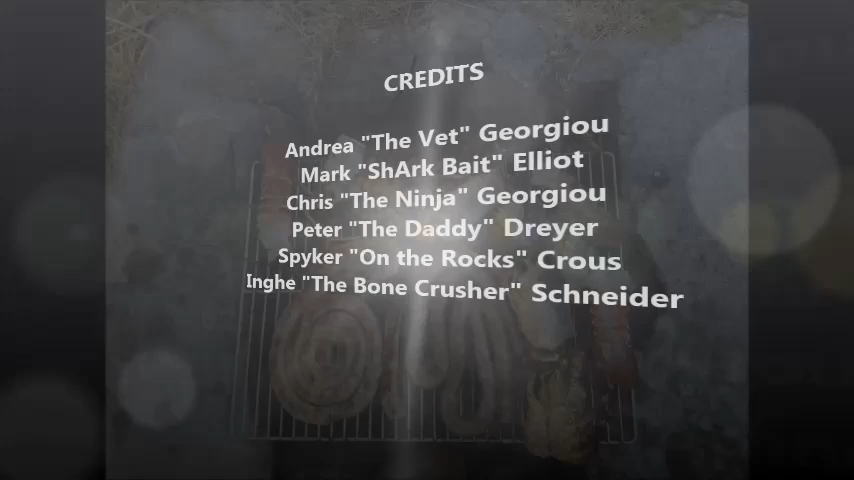 CREDITS
Andrea "The Vet" Georgiou
Mark "ShArk Bait" Elliot
Chris "The Ninja" Georgiou
Peter "The Daddy" Dreyer
Spyker "On the Rocks" Crous
Inghe "The Bone Crusher" Schneider